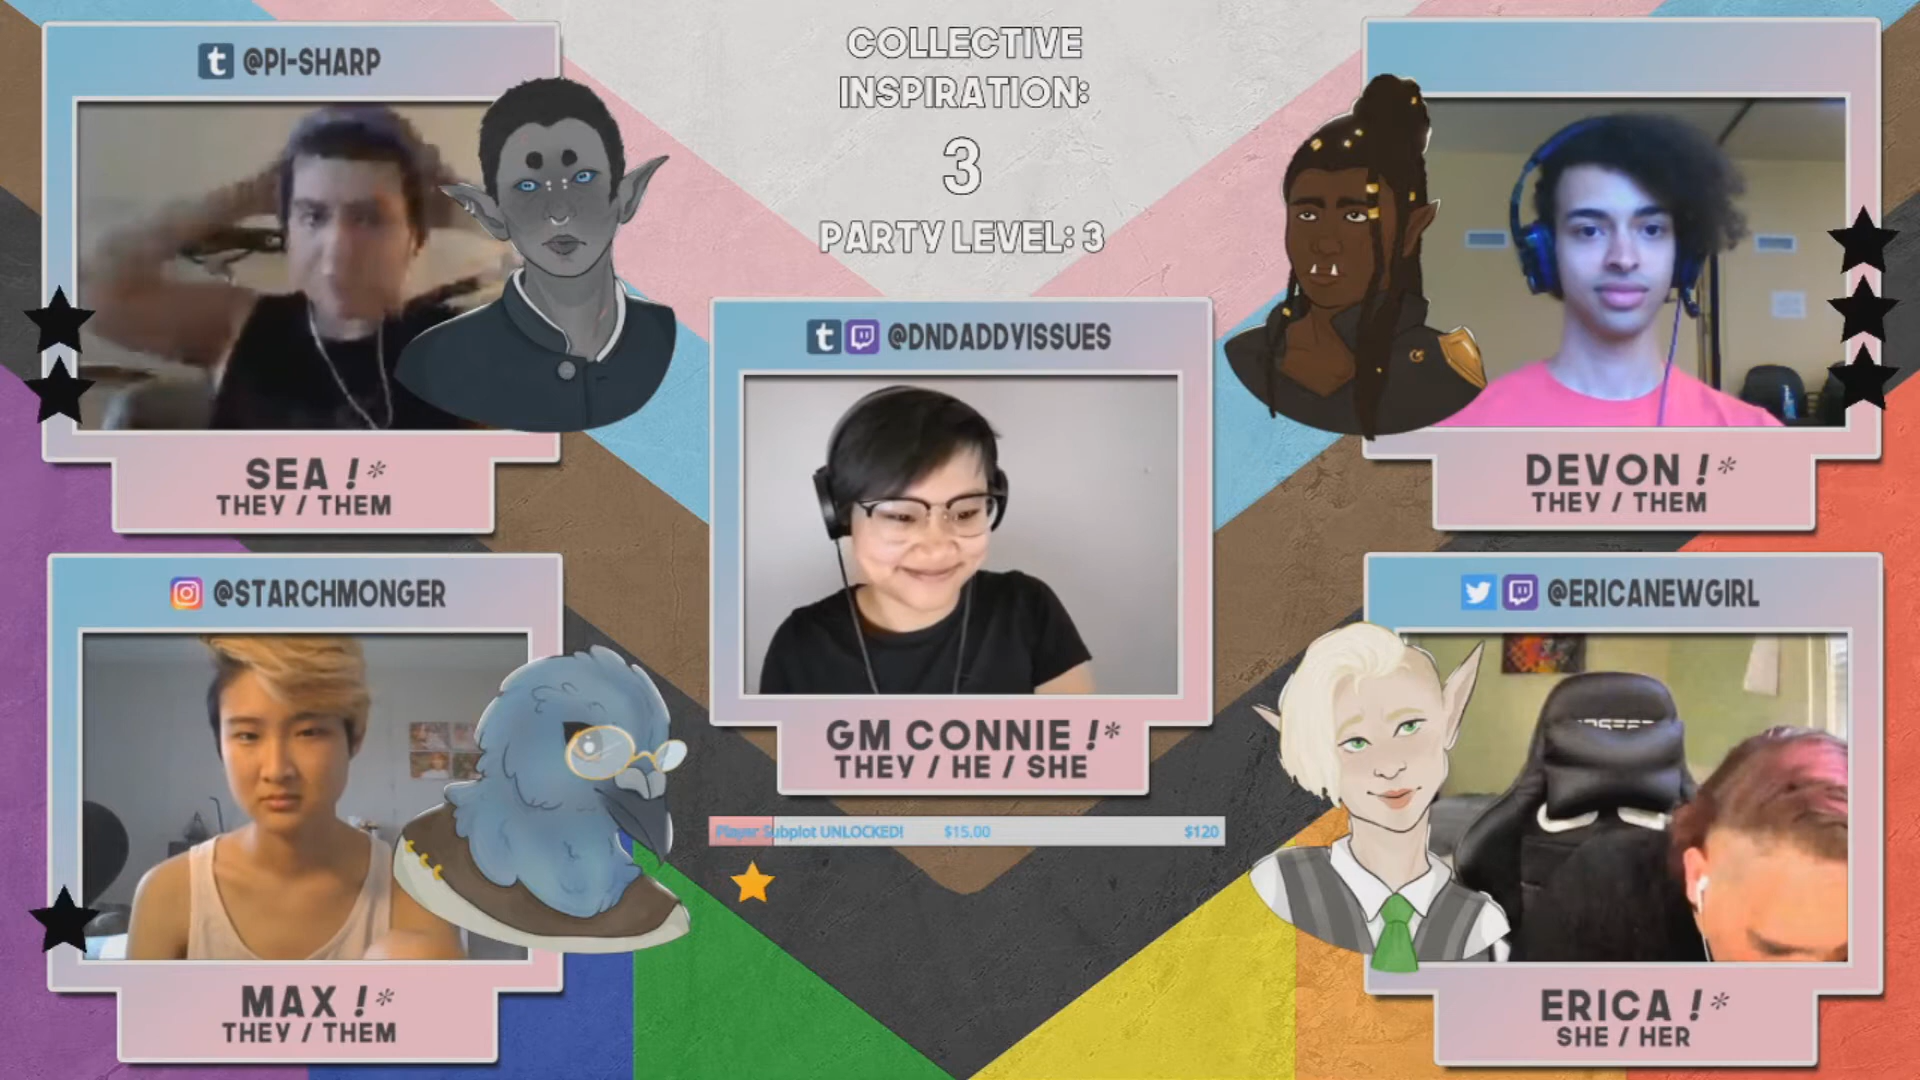 @PI-SHARP
SEA !*
THEY / THEM
COLLECTIVE
INSPIRATION:
3
PARTY LEVEL: 3
DEVON !*
THEY / THEM
@DNDADDYISSUES
GM CONNIE !*
THEY / HE / SHE
Player Subplot UNLOCKED! $15.00 $120
@STARCHMONGER
MAX !*
THEY / THEM
@ERICANEWGIRL
ERICA !*
SHE / HER